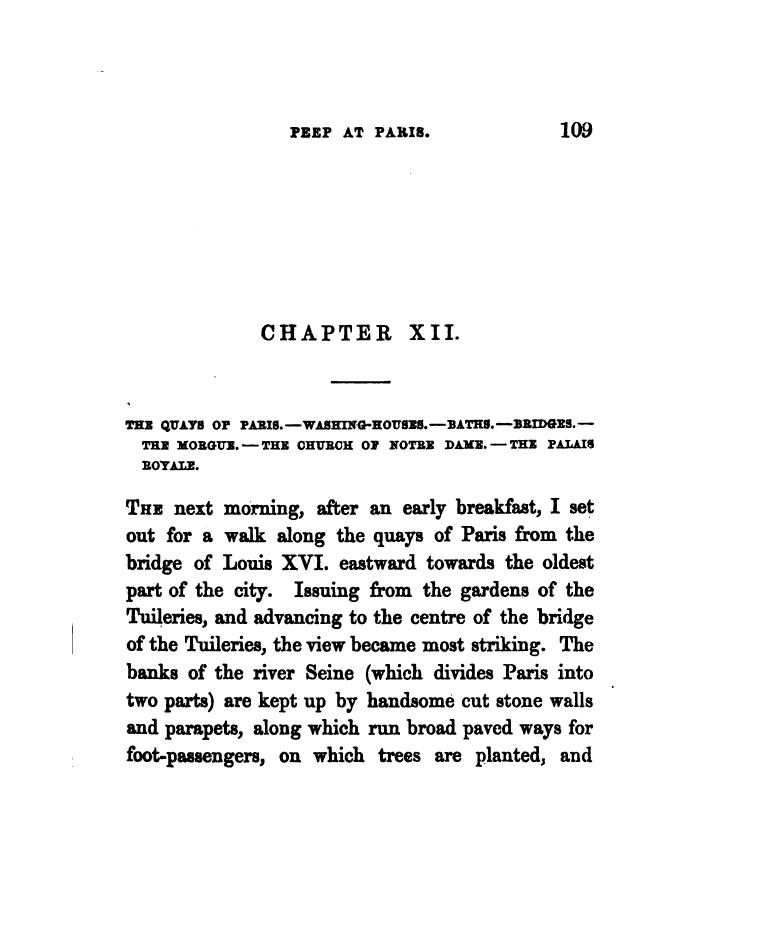 PEEP AT PARIS. 109
CHAPTER XII.
THE QUAYS OF PARIS.—WASHING-HOUSES.—BATHS.—BRIDGES.—
THE MORGUE.—THE CHURCH OF NOTRE DAME.—THE PALAIS
ROYALE.
THE next morning, after an early breakfast, I set
out for a walk along the quays of Paris from the
bridge of Louis XVI. eastward towards the oldest
part of the city. Issuing from the gardens of the
Tuileries, and advancing to the centre of the bridge
of the Tuileries, the view became most striking. The
banks of the river Seine (which divides Paris into
two parts) are kept up by handsome cut stone walls
and parapets, along which run broad paved ways for
foot-passengers, on which trees are planted, and